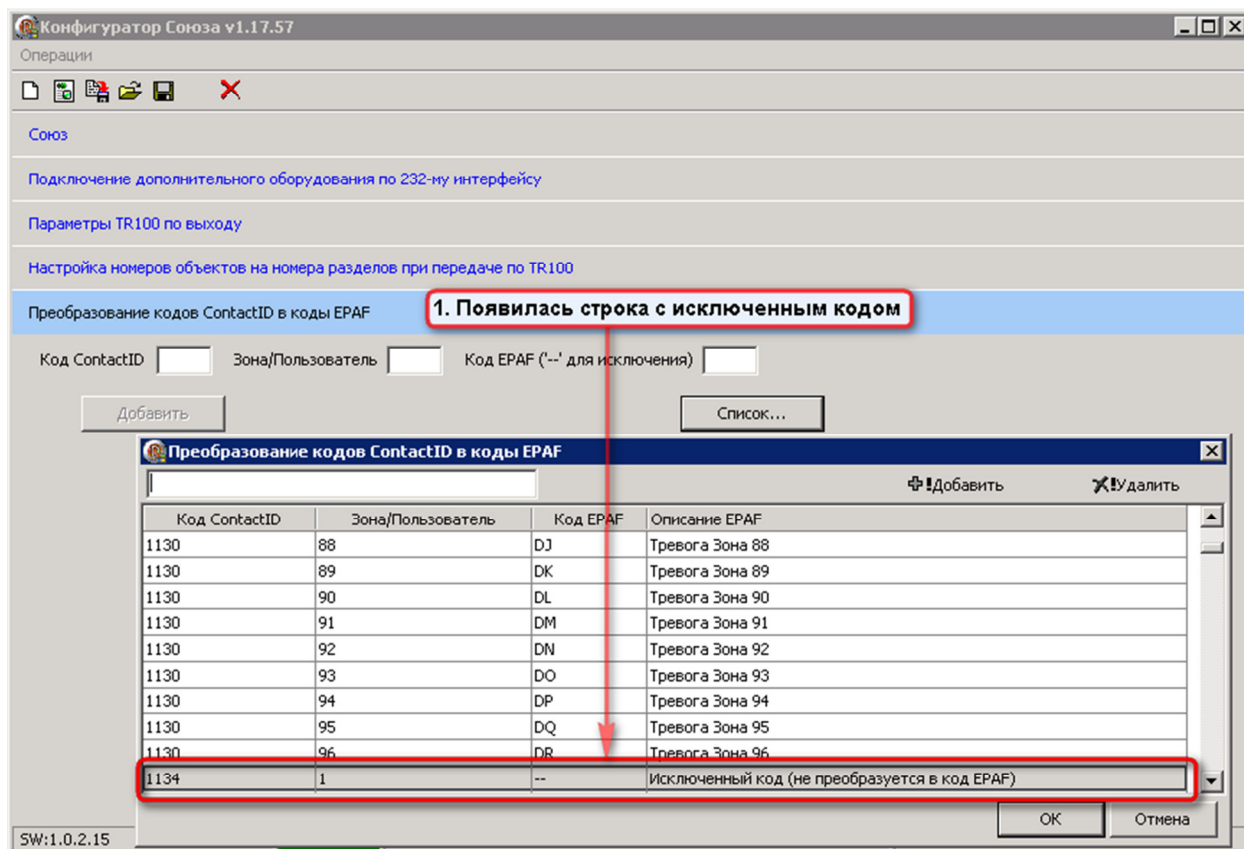 Конфигуратор Союза v1.17.57
Операции
Союз
Подключение дополнительного оборудования по 232-му интерфейсу
Параметры TR100 по выходу
Настройка номеров объектов на номера разделов при передаче по TR100
Преобразование кодов ContactID в коды EPAF
1. Появилась строка с исключенным кодом
Код ContactID Зона/Пользователь Код EPAF ('--' для исключения)
Добавить Список...
Преобразование кодов ContactID в коды EPAF
Добавить Удалить
Код ContactID Зона/Пользователь Код EPAF Описание EPAF
1130 88 DJ Тревога Зона 88
1130 89 DK Тревога Зона 89
1130 90 DL Тревога Зона 90
1130 91 DM Тревога Зона 91
1130 92 DN Тревога Зона 92
1130 93 DO Тревога Зона 93
1130 94 DP Тревога Зона 94
1130 95 DQ Тревога Зона 95
1130 96 DR Тревога Зона 96
1134 1 -- Исключенный код (не преобразуется в код EPAF)
ОК Отмена
SW:1.0.2.15